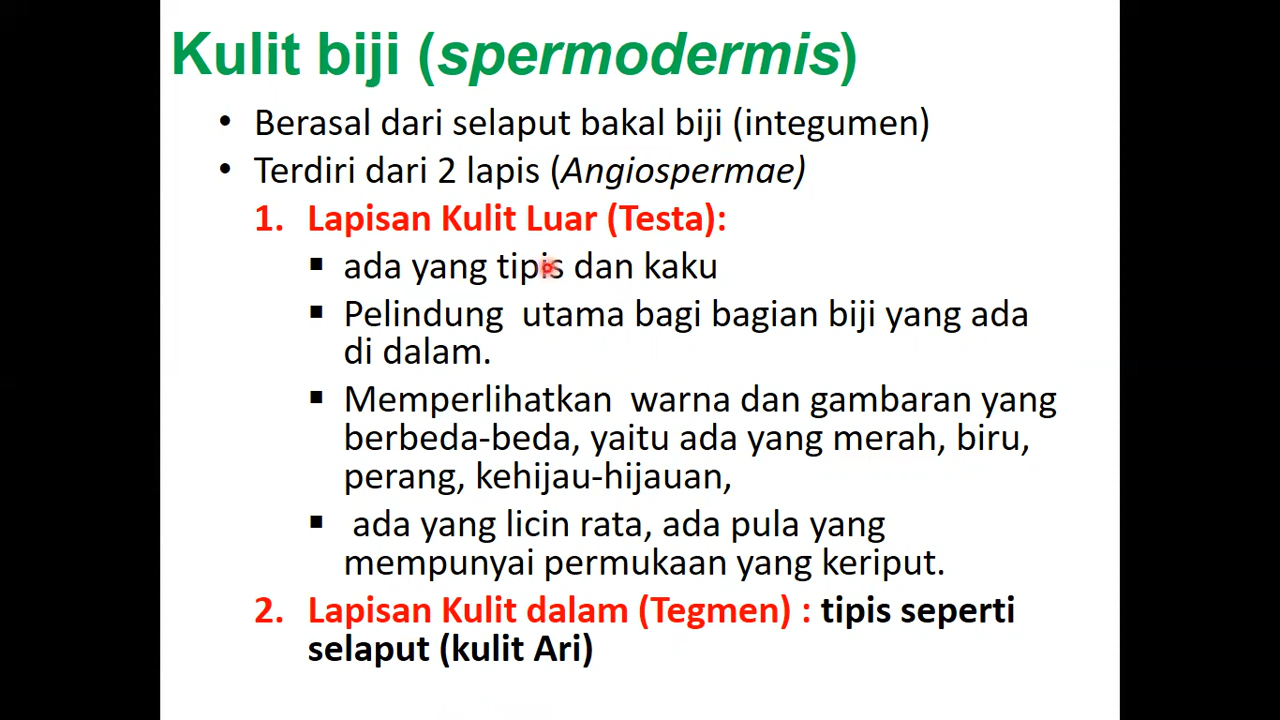 Kulit biji (spermodermis)
• Berasal dari selaput bakal biji (integumen)
• Terdiri dari 2 lapis (Angiospermae)
1. Lapisan Kulit Luar (Testa):
▪ ada yang tipis dan kaku
▪ Pelindung utama bagi bagian biji yang ada
di dalam.
▪ Memperlihatkan warna dan gambaran yang
berbeda-beda, yaitu ada yang merah, biru,
perang, kehijau-hijauan,
▪ ada yang licin rata, ada pula yang
mempunyai permukaan yang keriput.
2. Lapisan Kulit dalam (Tegmen) : tipis seperti
selaput (kulit Ari)